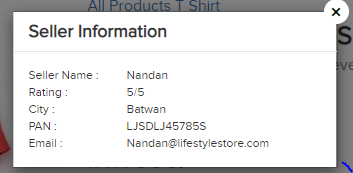 All Products T Shirt
Seller Information
Seller Name : Nandan
Rating : 5/5
City : Batwan
PAN : LJSDLJ45785S
Email : Nandan@lifestylestore.com